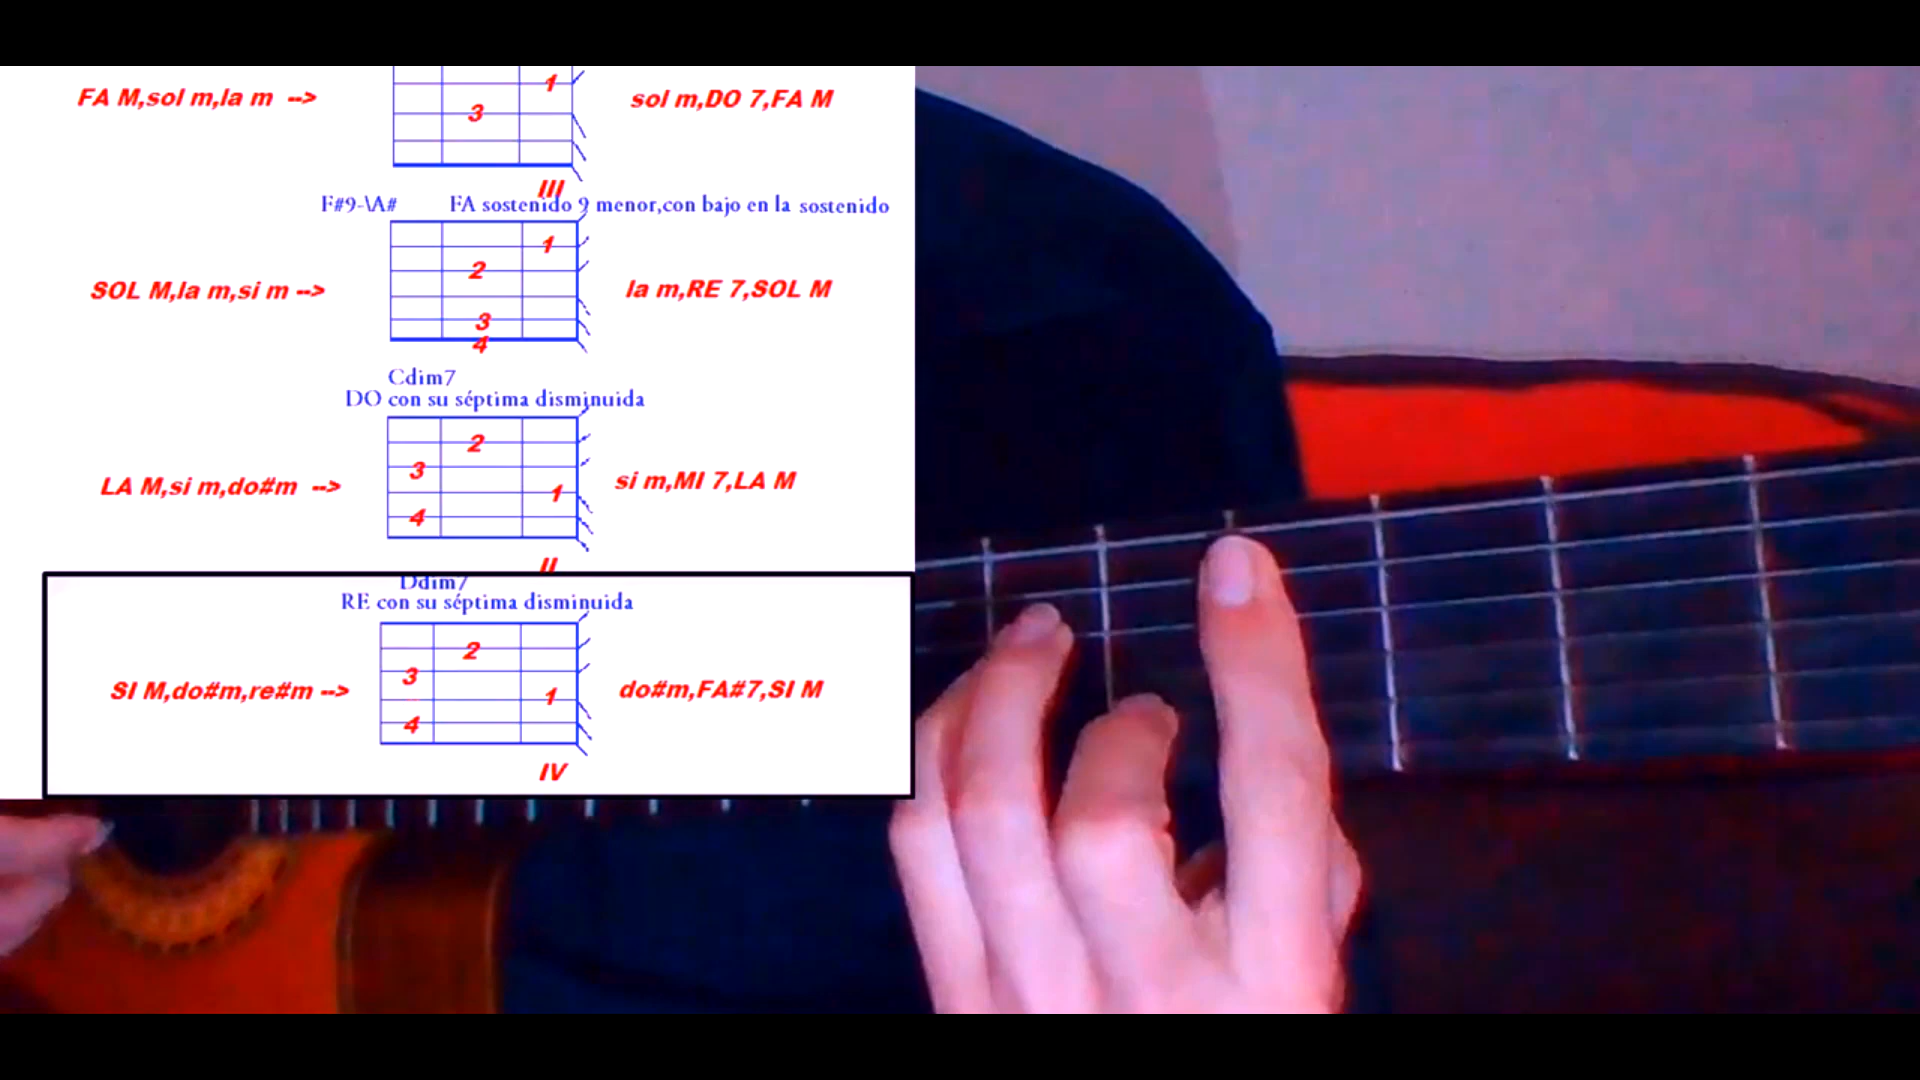 FA M,sol m,la m -->
1
3
sol m,DO 7,FA M
III
F#9-\A# FA sostenido 9 menor,con bajo en la sostenido
1
2
3
4
SOL M,la m,si m -->
la m,RE 7,SOL M
Cdim7
DO con su séptima disminuida
2
3
1
4
LA M,si m,do#m -->
si m,MI 7,LA M
II
Ddim7
RE con su séptima disminuida
2
3
1
4
SI M,do#m,re#m -->
do#m,FA#7,SI M
IV